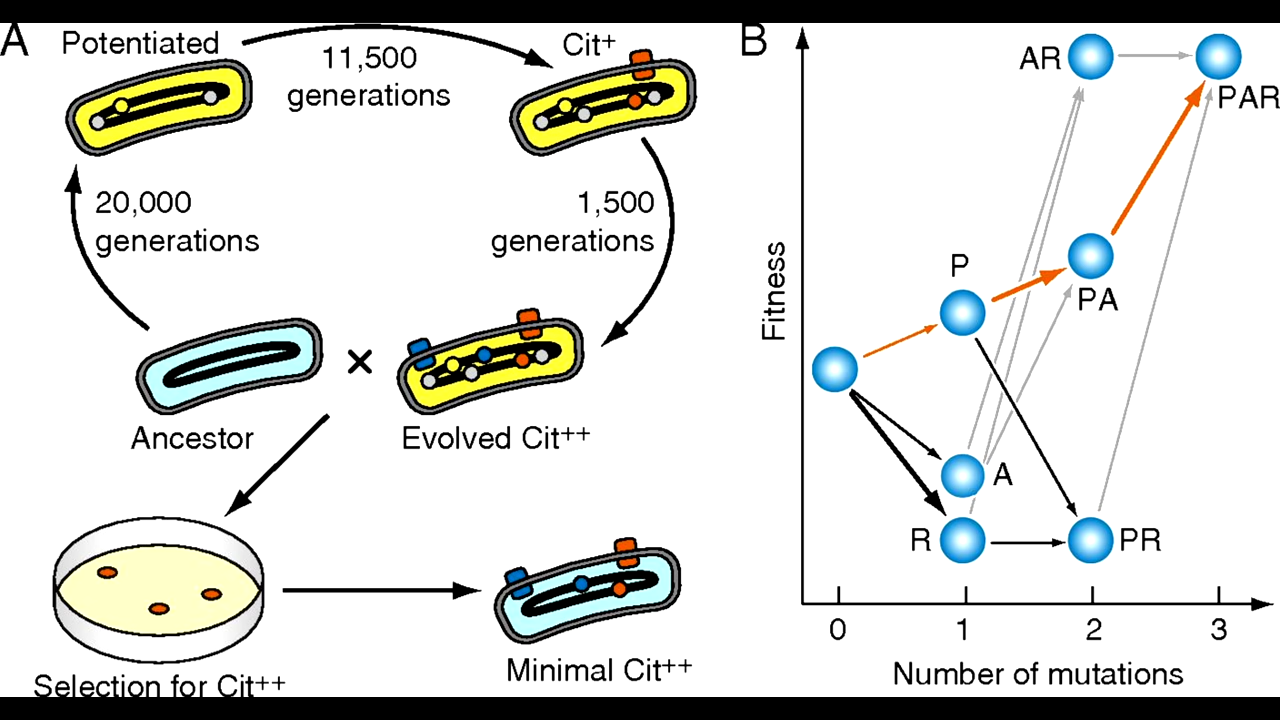 A
Potentiated
11,500
generations
Cit⁺
20,000
generations
1,500
generations
Ancestor
×
Evolved Cit⁺⁺
Selection for Cit⁺⁺
Minimal Cit⁺⁺
B
Fitness
AR
PAR
P
PA
A
R
PR
0
1
2
3
Number of mutations